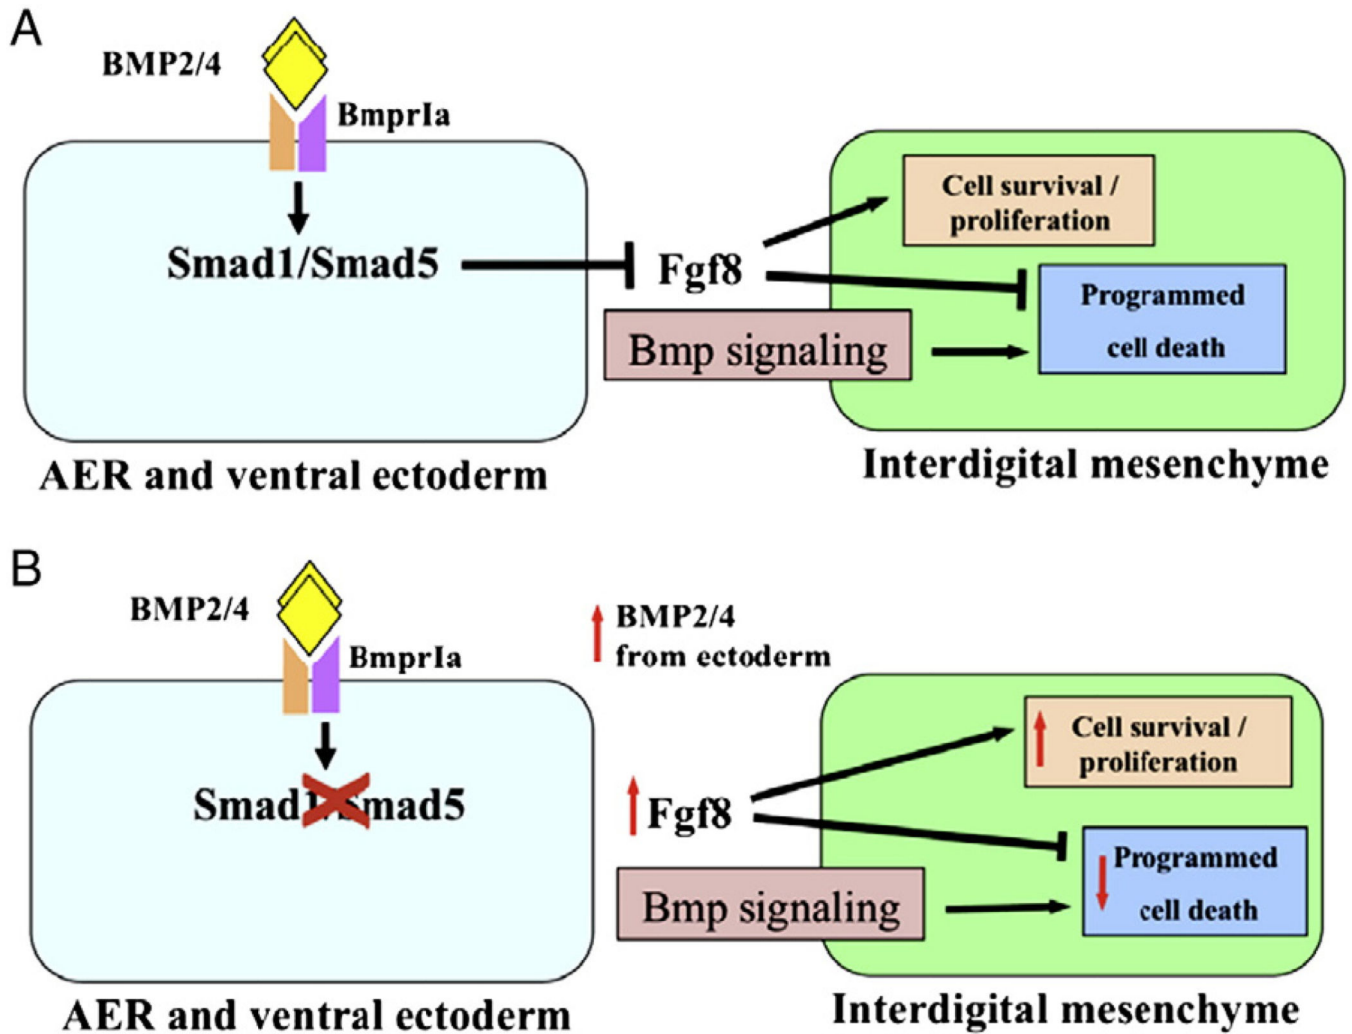 A
BMP2/4
BmprIa
Smad1/Smad5
Fgf8
Cell survival /
proliferation
Programmed
cell death
Bmp signaling
AER and ventral ectoderm
Interdigital mesenchyme
B
BMP2/4
BmprIa
BMP2/4
from ectoderm
Smad1/Smad5
Fgf8
Cell survival /
proliferation
Programmed
cell death
Bmp signaling
AER and ventral ectoderm
Interdigital mesenchyme